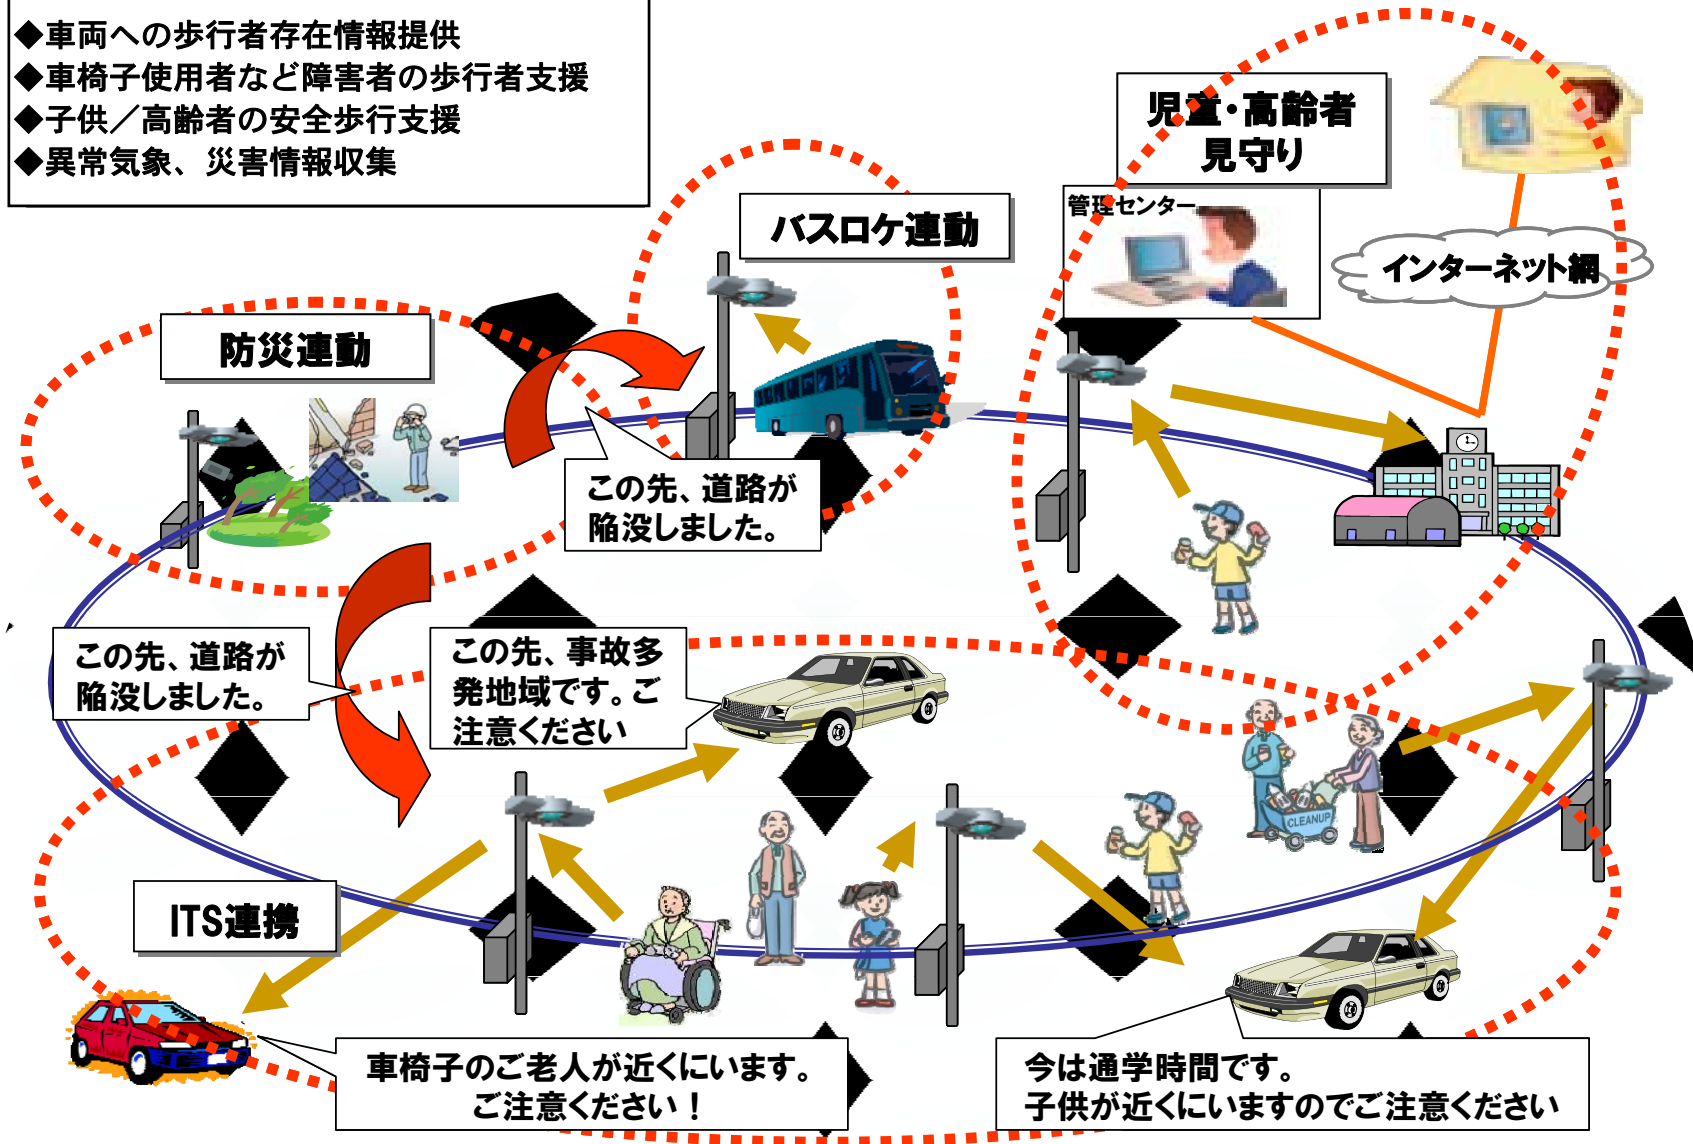 ◆車両への歩行者存在情報提供
◆車椅子使用者など障害者の歩行者支援
◆子供／高齢者の安全歩行支援
◆異常気象、災害情報収集
児童・高齢者
見守り
管理センター
バスロケ連動
インターネット網
防災連動
この先、道路が
陥没しました。
この先、道路が
陥没しました。
この先、事故多
発地域です。ご
注意ください
CLEANUP
ITS連携
車椅子のご老人が近くにいます。
ご注意ください！
今は通学時間です。
子供が近くにいますのでご注意ください